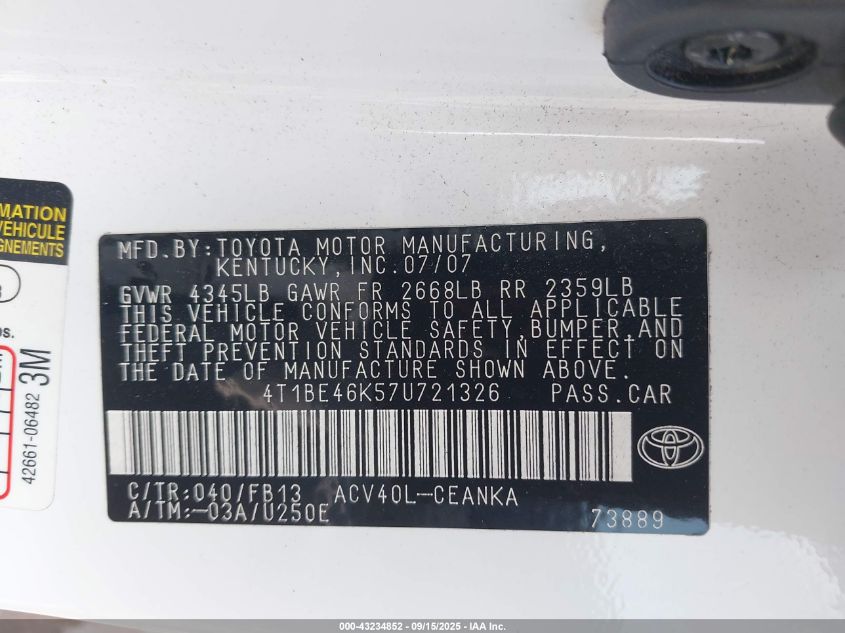 MATION
VEHICULE
GNEMENTS
42661-06482 3M
MFD.BY:TOYOTA MOTOR MANUFACTURING,
KENTUCKY,INC.07/07
GVWR 4345LB GAWR FR 2668LB RR 2359LB
THIS VEHICLE CONFORMS TO ALL APPLICABLE
FEDERAL MOTOR VEHICLE SAFETY,BUMPER,AND
THEFT PREVENTION STANDARDS IN EFFECT ON
THE DATE OF MANUFACTURE SHOWN ABOVE.
4T1BE46K57U721326 PASS.CAR
C/TR:040/FB13 ACV40L-CEANKA
A/TM:-03A/U250E 73889
000-43234852 - 09/15/2025 - IAA Inc.